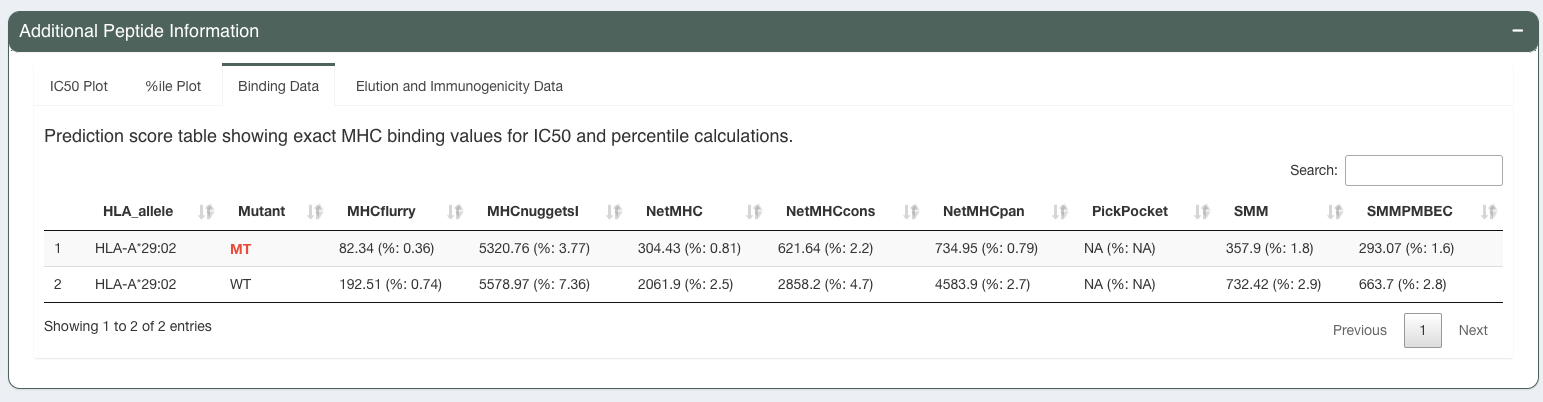 Additional Peptide Information
IC50 Plot %ile Plot Binding Data Elution and Immunogenicity Data
Prediction score table showing exact MHC binding values for IC50 and percentile calculations.
Search:
HLA_allele Mutant MHCflurry MHCnuggetsI NetMHC NetMHCcons NetMHCpan PickPocket SMM SMMPMBEC
1 HLA-A*29:02 MT 82.34 (%: 0.36) 5320.76 (%: 3.77) 304.43 (%: 0.81) 621.64 (%: 2.2) 734.95 (%: 0.79) NA (%: NA) 357.9 (%: 1.8) 293.07 (%: 1.6)
2 HLA-A*29:02 WT 192.51 (%: 0.74) 5578.97 (%: 7.36) 2061.9 (%: 2.5) 2858.2 (%: 4.7) 4583.9 (%: 2.7) NA (%: NA) 732.42 (%: 2.9) 663.7 (%: 2.8)
Showing 1 to 2 of 2 entries
Previous 1 Next